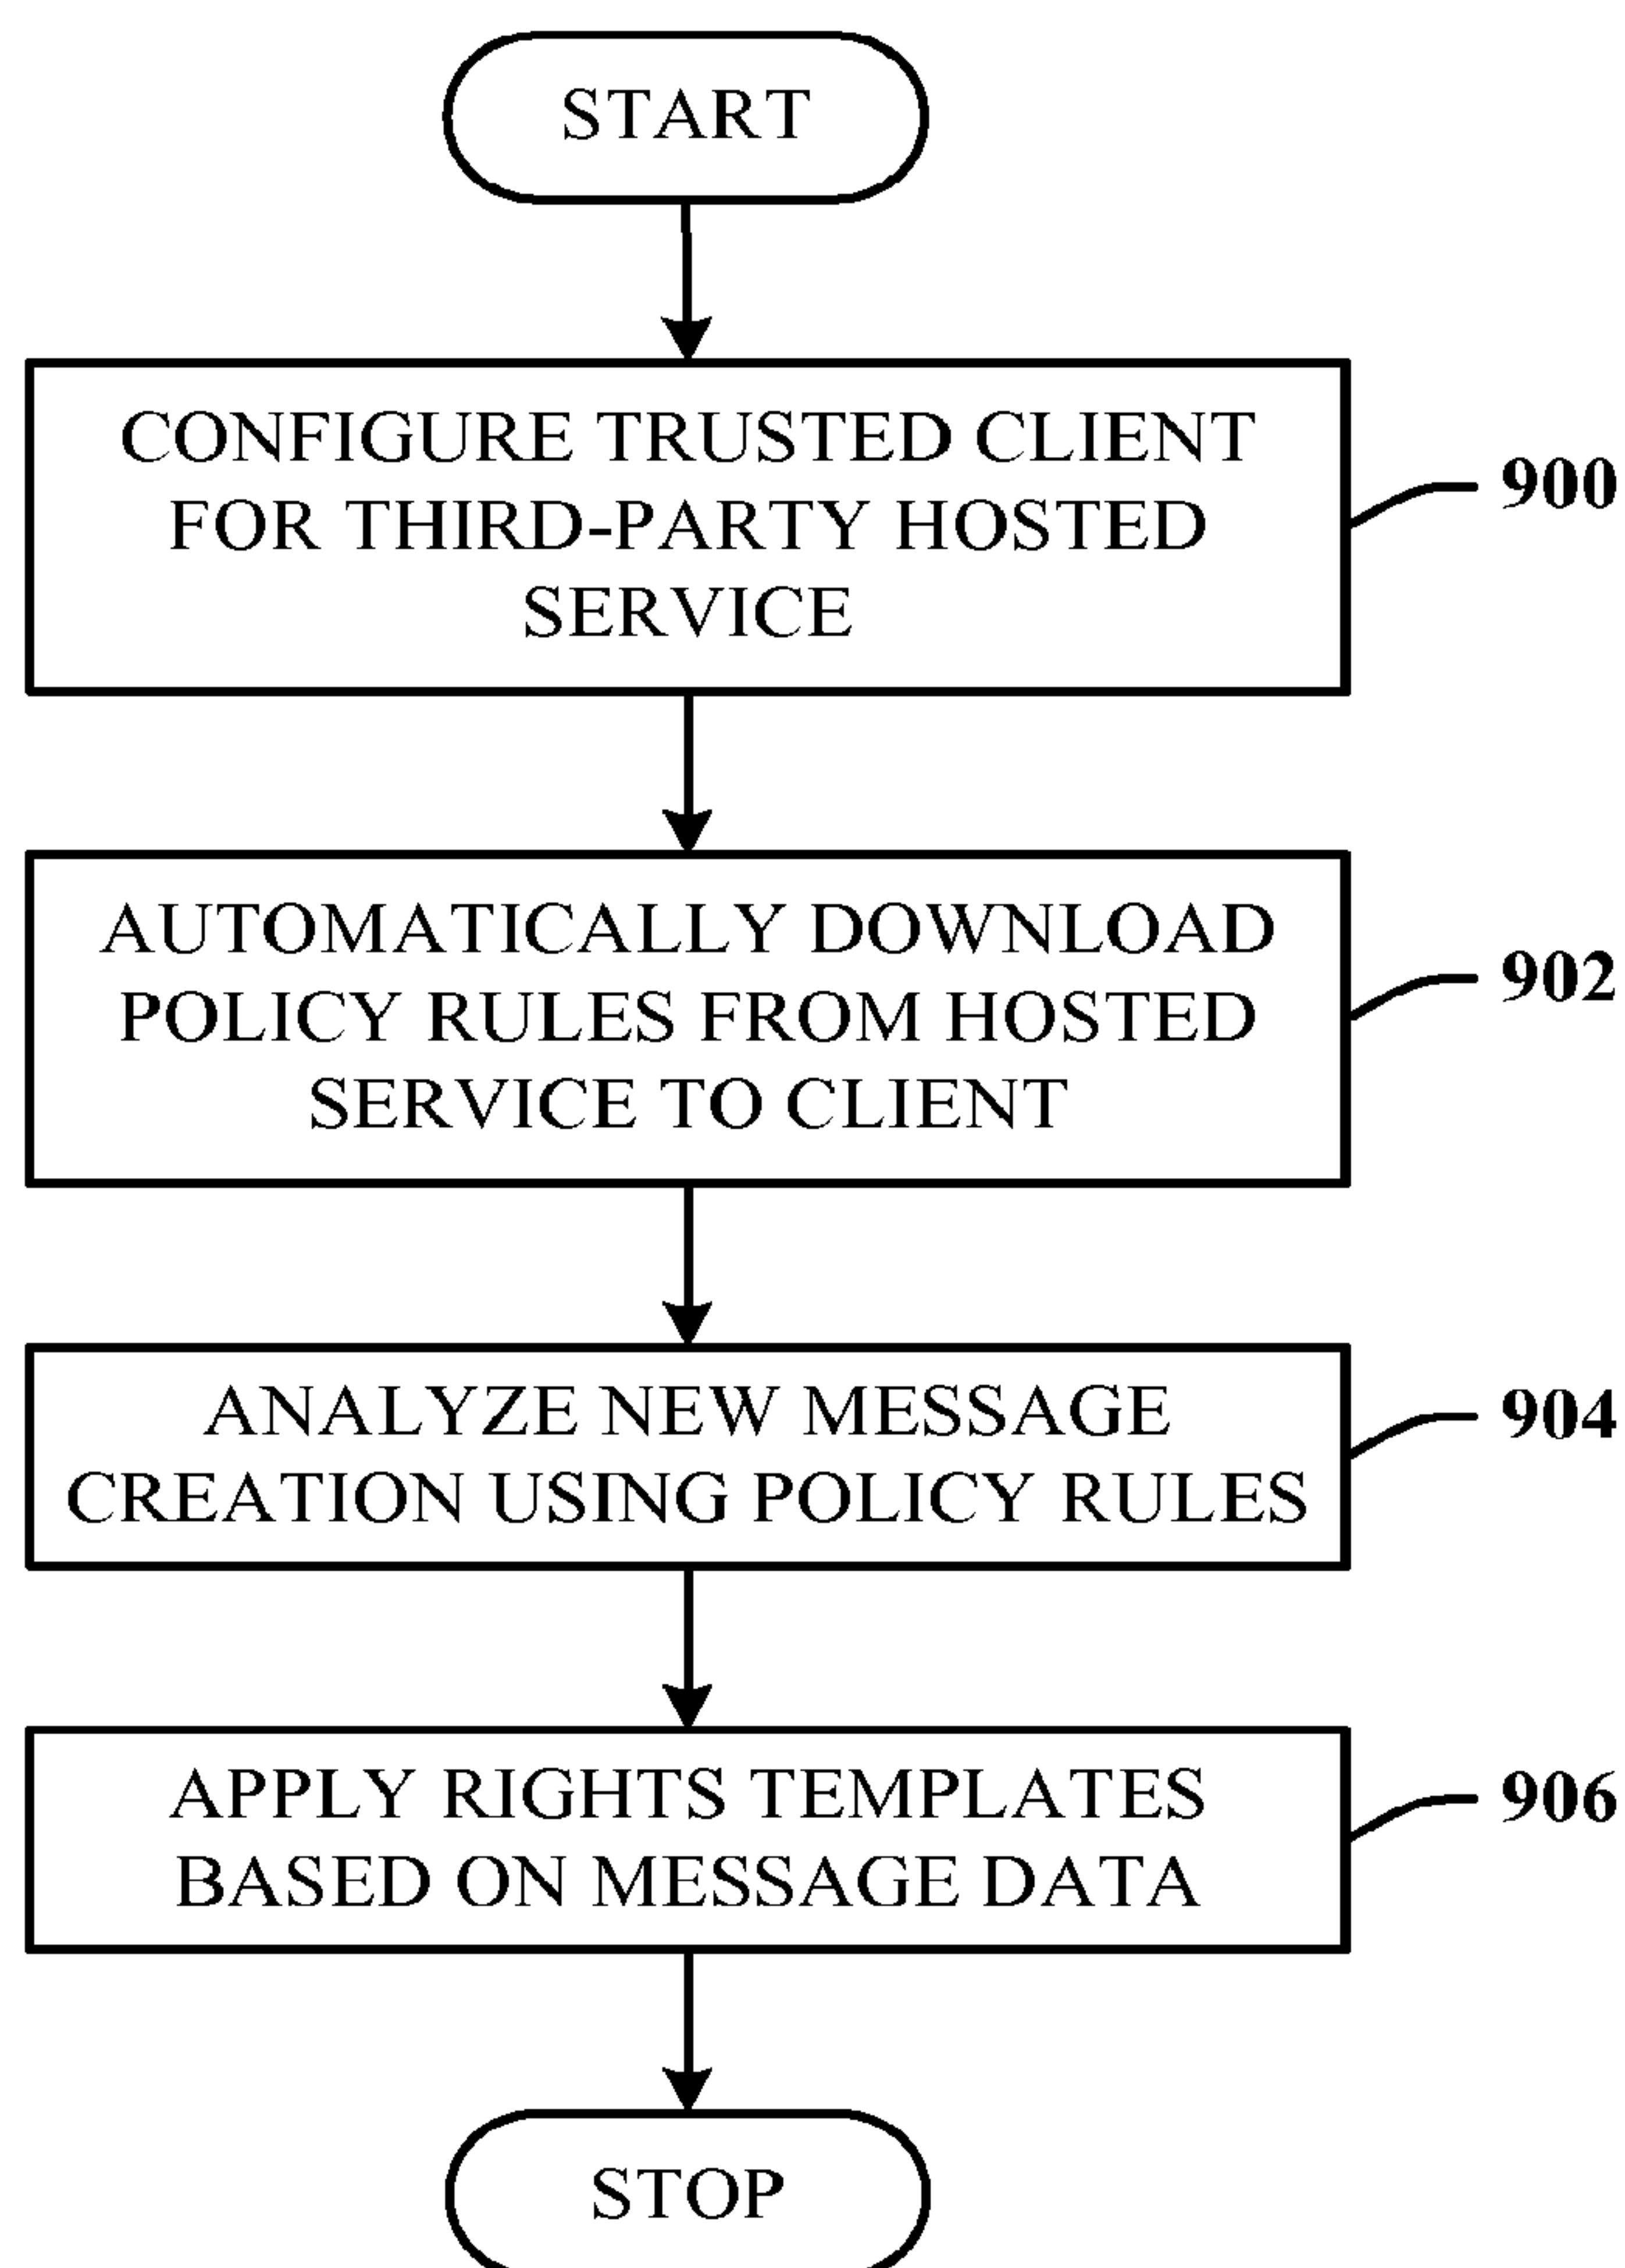 START
CONFIGURE TRUSTED CLIENT
FOR THIRD-PARTY HOSTED
SERVICE
900
AUTOMATICALLY DOWNLOAD
POLICY RULES FROM HOSTED
SERVICE TO CLIENT
902
ANALYZE NEW MESSAGE
CREATION USING POLICY RULES
904
APPLY RIGHTS TEMPLATES
BASED ON MESSAGE DATA
906
STOP